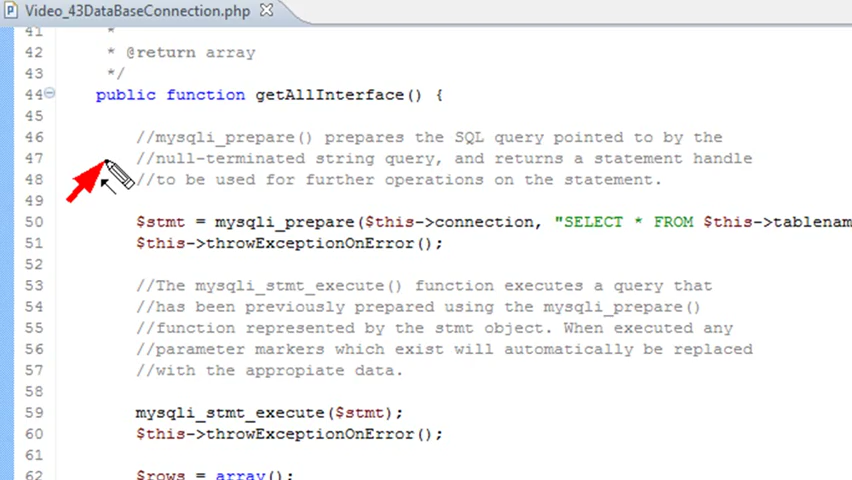 Video_43DataBaseConnection.php
41 *
42 * @return array
43 */
44 public function getAllInterface() {
45
46 //mysqli_prepare() prepares the SQL query pointed to by the
47 //null-terminated string query, and returns a statement handle
48 //to be used for further operations on the statement.
49
50 $stmt = mysqli_prepare($this->connection, "SELECT * FROM $this->tablenam
51 $this->throwExceptionOnError();
52
53 //The mysqli_stmt_execute() function executes a query that
54 //has been previously prepared using the mysqli_prepare()
55 //function represented by the stmt object. When executed any
56 //parameter markers which exist will automatically be replaced
57 //with the appropiate data.
58
59 mysqli_stmt_execute($stmt);
60 $this->throwExceptionOnError();
61
62 $rows = array();